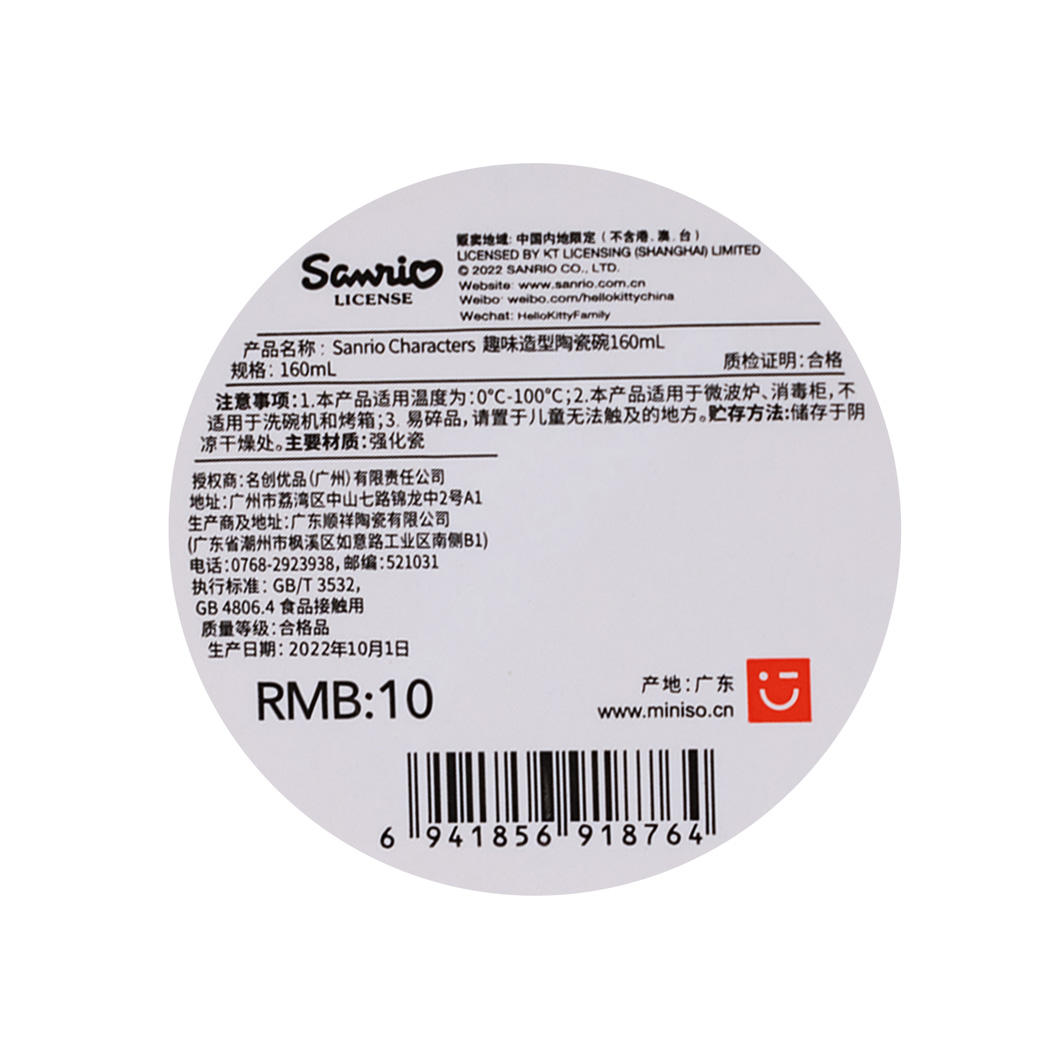 Sanrio
LICENSE
贩卖地域: 中国内地限定（不含港.澳.台）
LICENSED BY KT LICENSING (SHANGHAI) LIMITED
© 2022 SANRIO CO., LTD.
Website: www.sanrio.com.cn
Weibo: weibo.com/hellokittychina
Wechat: HelloKittyFamily
产品名称: Sanrio Characters 趣味造型陶瓷碗160mL
规格: 160mL
质检证明:合格
注意事项:1.本产品适用温度为:0°C-100°C;2.本产品适用于微波炉、消毒柜,不
适用于洗碗机和烤箱;3. 易碎品,请置于儿童无法触及的地方。贮存方法:储存于阴
凉干燥处。主要材质:强化瓷
授权商:名创优品(广州)有限责任公司
地址:广州市荔湾区中山七路锦龙中2号A1
生产商及地址:广东顺祥陶瓷有限公司
(广东省潮州市枫溪区如意路工业区南侧B1)
电话:0768-2923938,邮编:521031
执行标准: GB/T 3532,
GB 4806.4 食品接触用
质量等级:合格品
生产日期: 2022年10月1日
RMB:10
产地:广东
www.miniso.cn
6 941856 918764